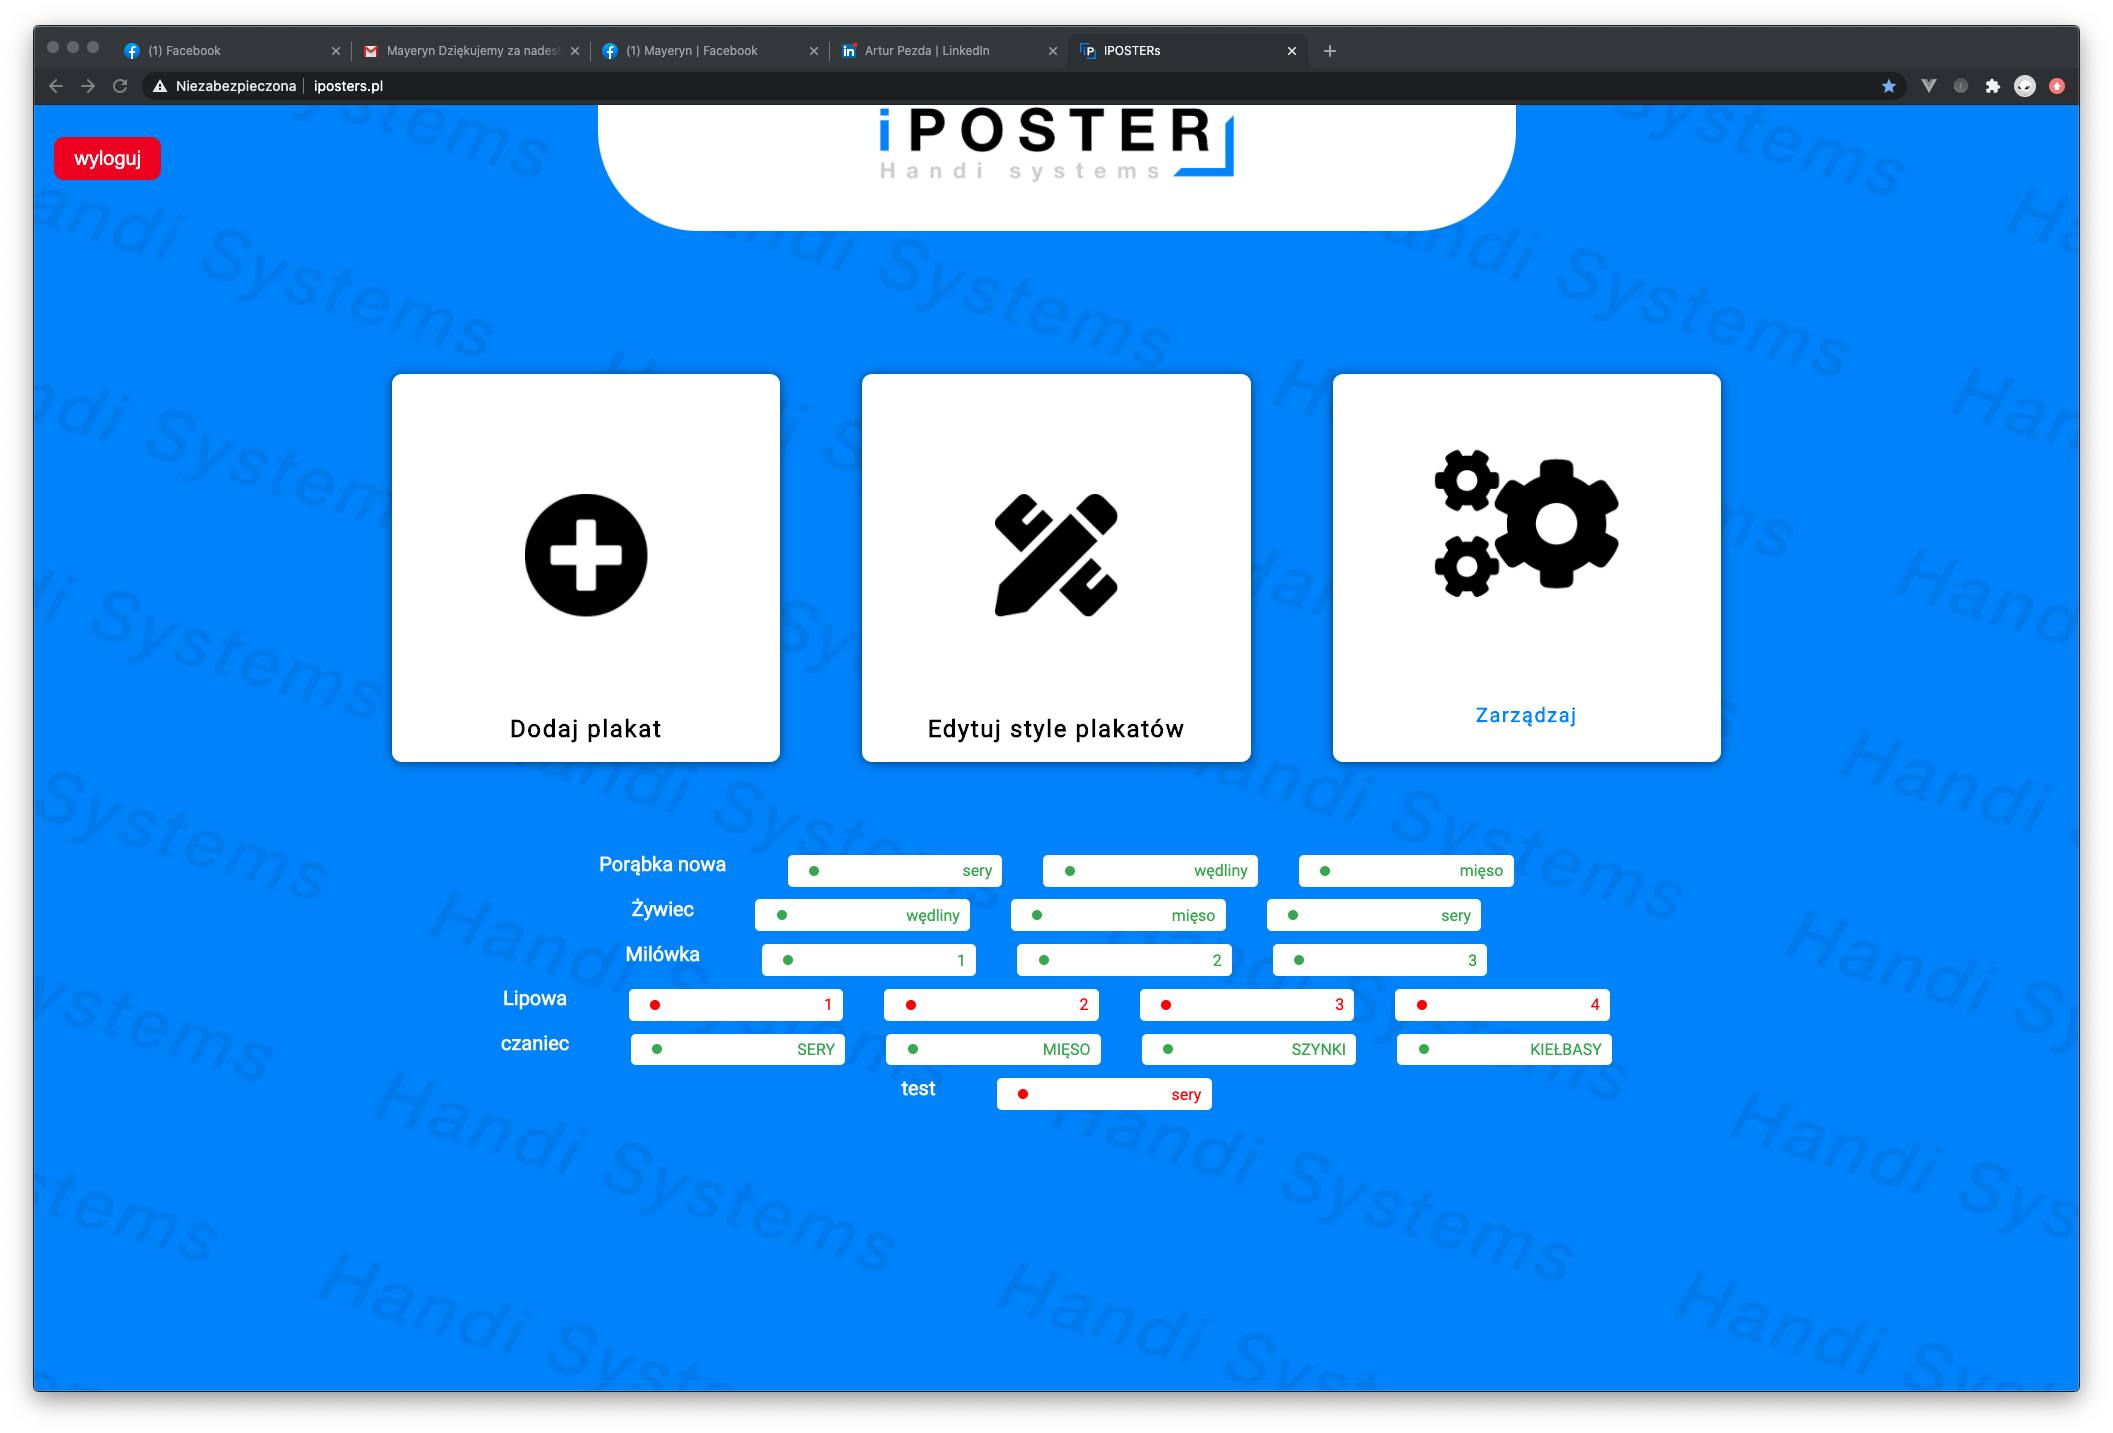 (1) Facebook
Mayeryn Dziękujemy za nades
(1) Mayeryn | Facebook
Artur Pezda | LinkedIn
IPOSTERs
Niezabezpieczona | iposters.pl
wyloguj
iPOSTER
Handi systems
Dodaj plakat
Edytuj style plakatów
Zarządzaj
Porąbka nowa sery wędliny mięso
Żywiec wędliny mięso sery
Milówka 1 2 3
Lipowa 1 2 3 4
czaniec SERY MIĘSO SZYNKI KIEŁBASY
test sery
Handi Systems